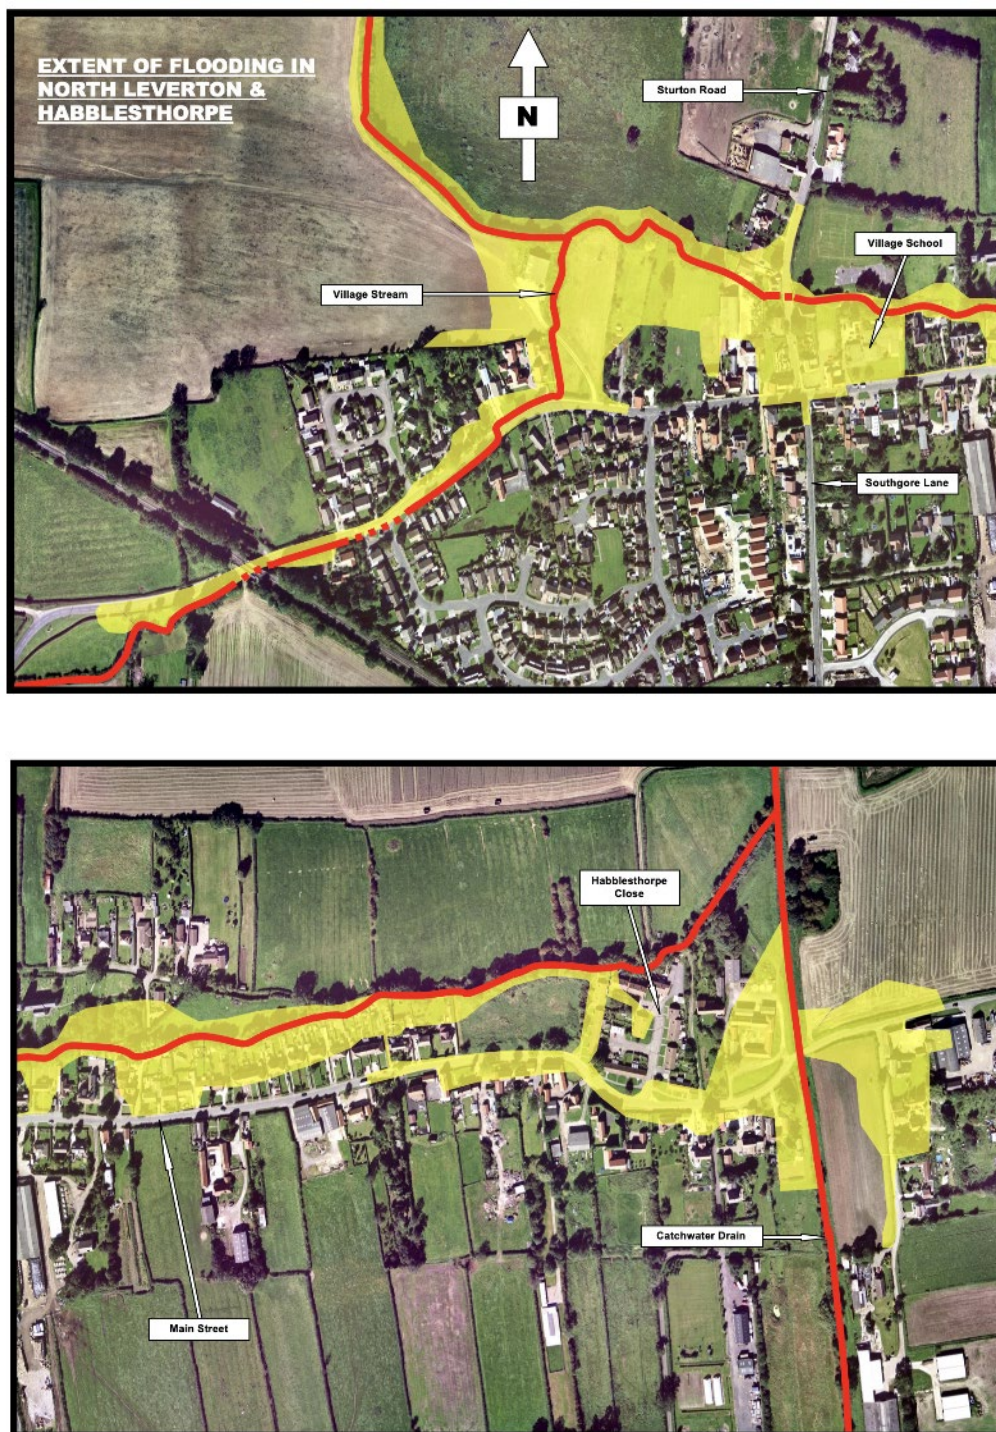 EXTENT OF FLOODING IN
NORTH LEVERTON &
HABBLESTHORPE
N
Sturton Road
Village School
Village Stream
Southgore Lane
Habblesthorpe
Close
Catchwater Drain
Main Street